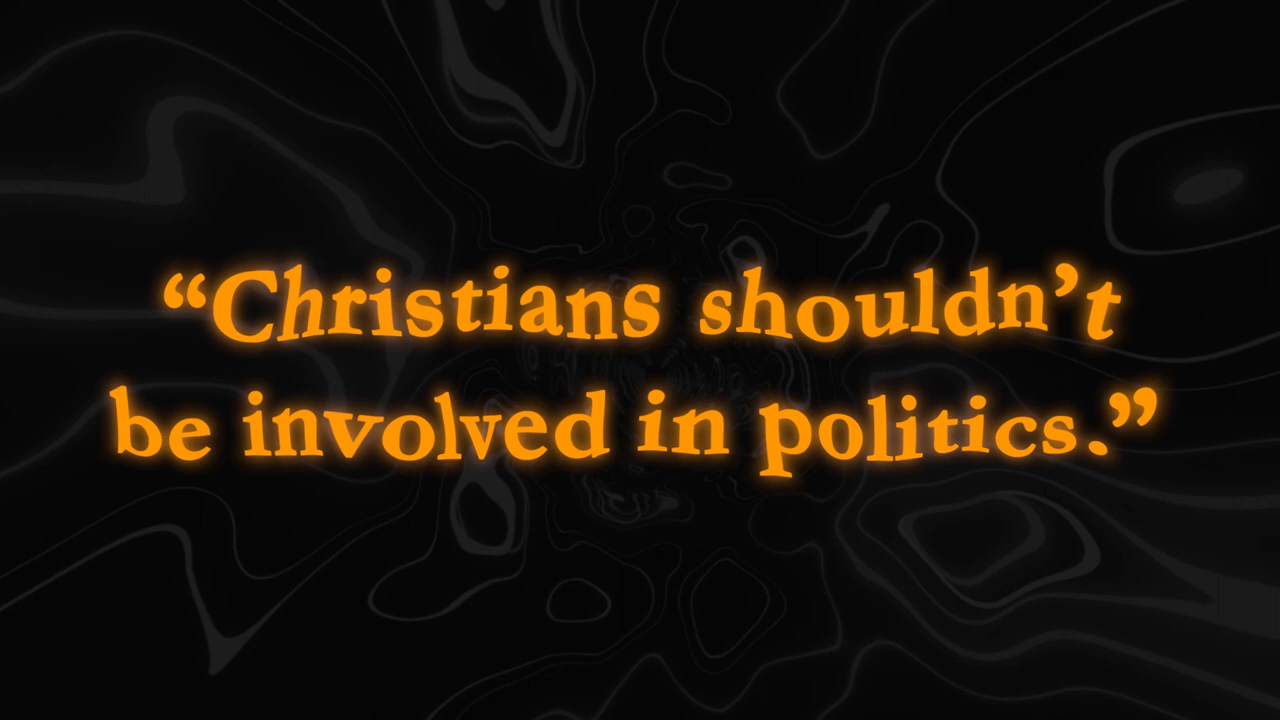 “Christians shouldn’t
be involved in politics.”